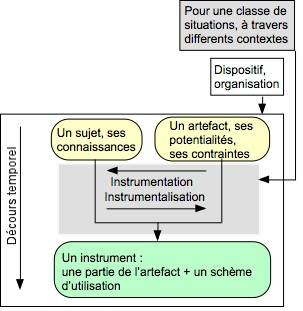 Pour une classe de
situations, à travers
differents contextes
Dispositif,
organisation
Un sujet, ses
connaissances
Un artefact, ses
potentialités,
ses contraintes
Instrumentation
Instrumentalisation
Décours temporel
Un instrument :
une partie de l'artefact + un schème
d'utilisation